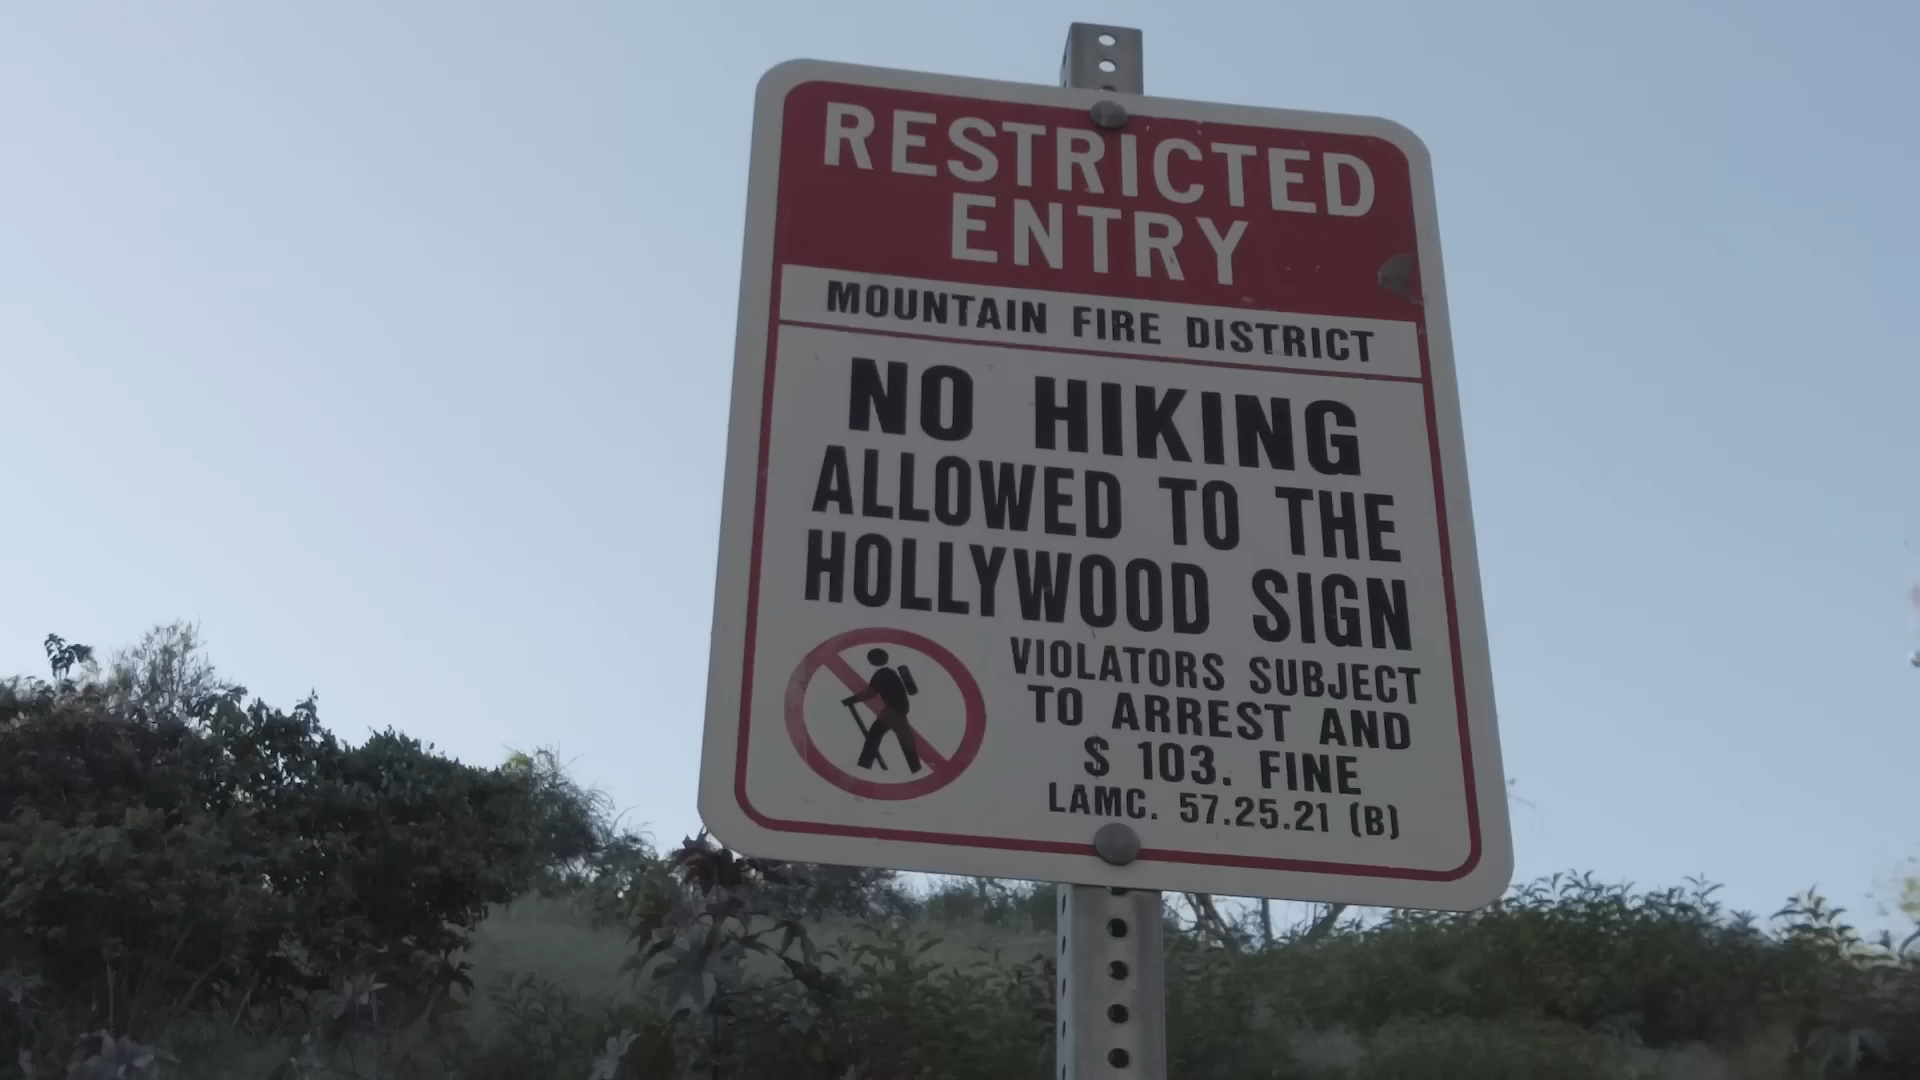 RESTRICTED
ENTRY
MOUNTAIN FIRE DISTRICT
NO HIKING
ALLOWED TO THE
HOLLYWOOD SIGN
VIOLATORS SUBJECT
TO ARREST AND
$ 103. FINE
LAMC. 57.25.21 (B)